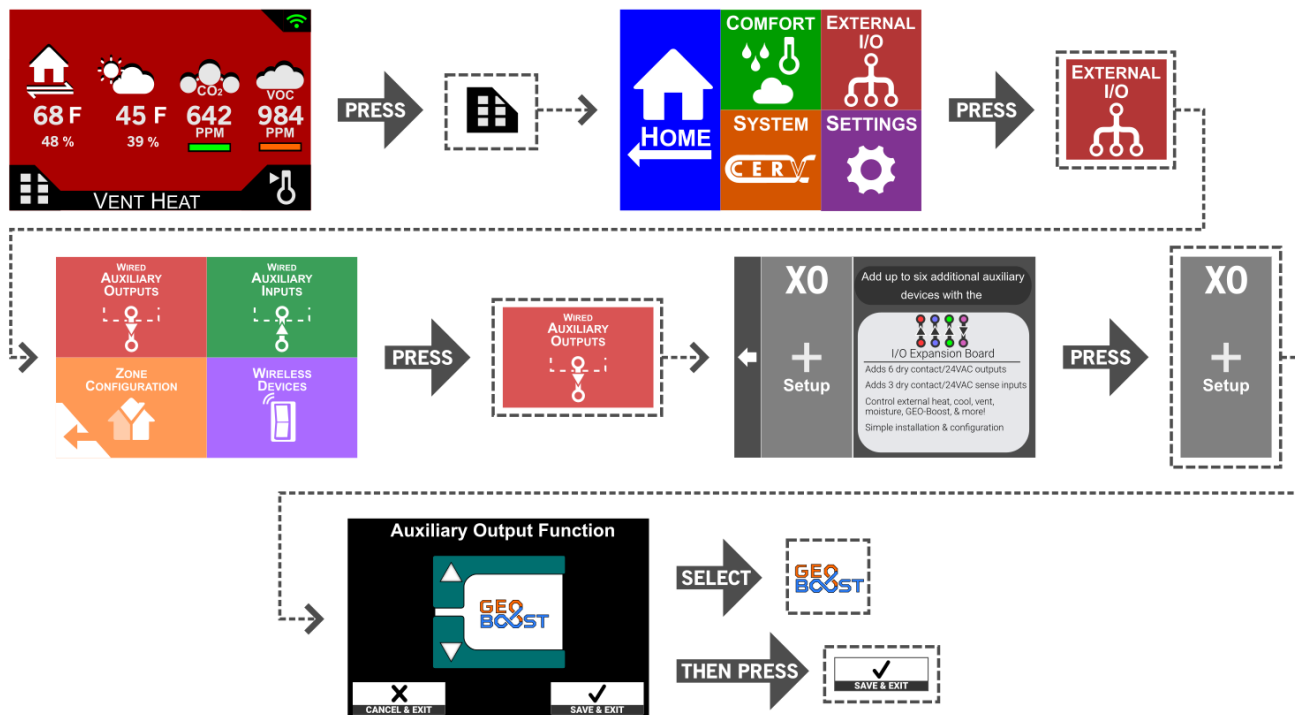 68 F
45 F
CO2
642
PPM
VOC
984
PPM
48 %
39 %
VENT HEAT
PRESS
HOME
COMFORT
EXTERNAL
I/O
SYSTEM
CERV
SETTINGS
PRESS
EXTERNAL
I/O
WIRED
AUXILIARY
OUTPUTS
WIRED
AUXILIARY
INPUTS
ZONE
CONFIGURATION
WIRELESS
DEVICES
PRESS
WIRED
AUXILIARY
OUTPUTS
XO
Setup
Add up to six additional auxiliary
devices with the
I/O Expansion Board
Adds 6 dry contact/24VAC outputs
Adds 3 dry contact/24VAC sense inputs
Control external heat, cool, vent,
moisture, GEO-Boost, & more!
Simple installation & configuration
PRESS
XO
Setup
Auxiliary Output Function
GEO
BOOST
CANCEL & EXIT
SAVE & EXIT
SELECT
GEO
BOOST
THEN PRESS
SAVE & EXIT